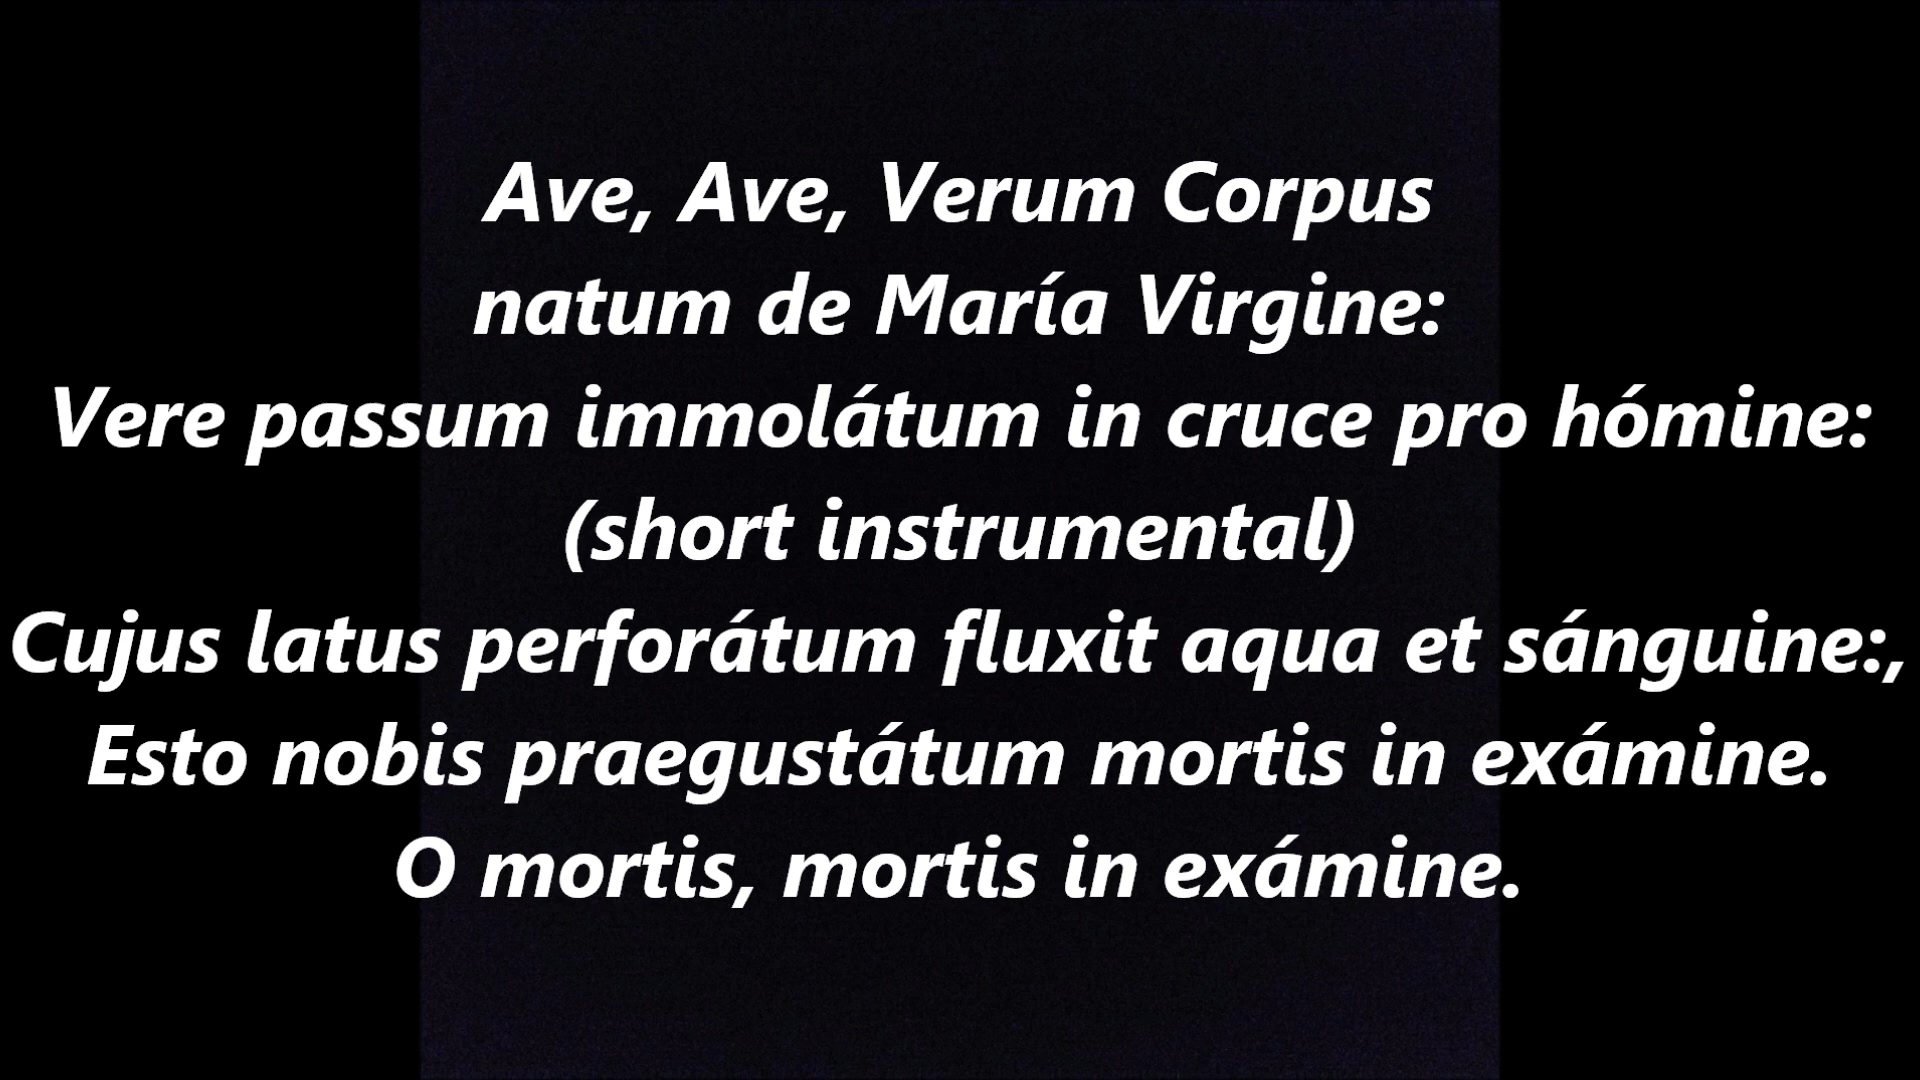 Ave, Ave, Verum Corpus
natum de María Virgine:
Vere passum immolátum in cruce pro hómine:
(short instrumental)
Cujus latus perforátum fluxit aqua et sánguine:,
Esto nobis praegustátum mortis in exámine.
O mortis, mortis in exámine.